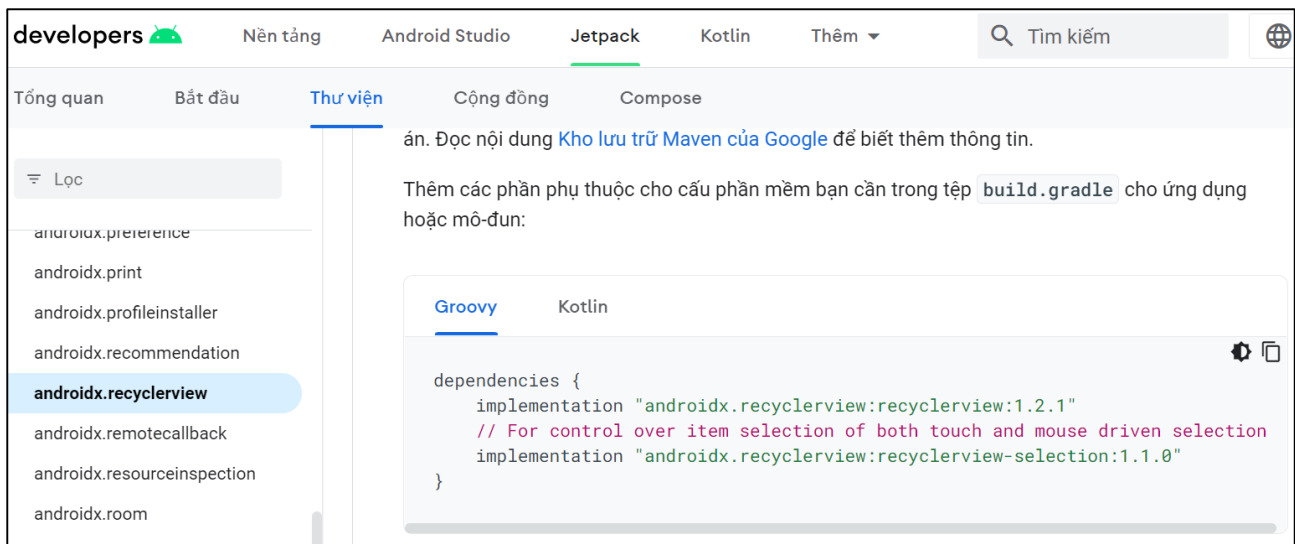 developers Nền tảng Android Studio Jetpack Kotlin Thêm Tìm kiếm
Tổng quan Bắt đầu Thư viện Cộng đồng Compose
Lọc
androidx.preference
androidx.print
androidx.profileinstaller
androidx.recommendation
androidx.recyclerview
androidx.remotecallback
androidx.resourceinspection
androidx.room
án. Đọc nội dung Kho lưu trữ Maven của Google để biết thêm thông tin.
Thêm các phần phụ thuộc cho cấu phần mềm bạn cần trong tệp build.gradle cho ứng dụng
hoặc mô-đun:
Groovy Kotlin
dependencies {
    implementation "androidx.recyclerview:recyclerview:1.2.1"
    // For control over item selection of both touch and mouse driven selection
    implementation "androidx.recyclerview:recyclerview-selection:1.1.0"
}